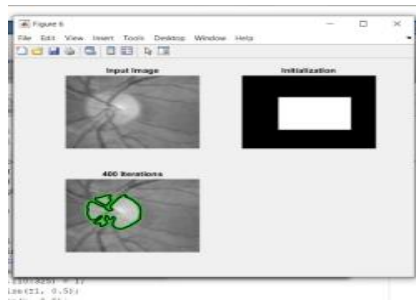 Figure 6
File Edit View Insert Tools Desktop Window Help
Input Image
Initialization
400 Iterations